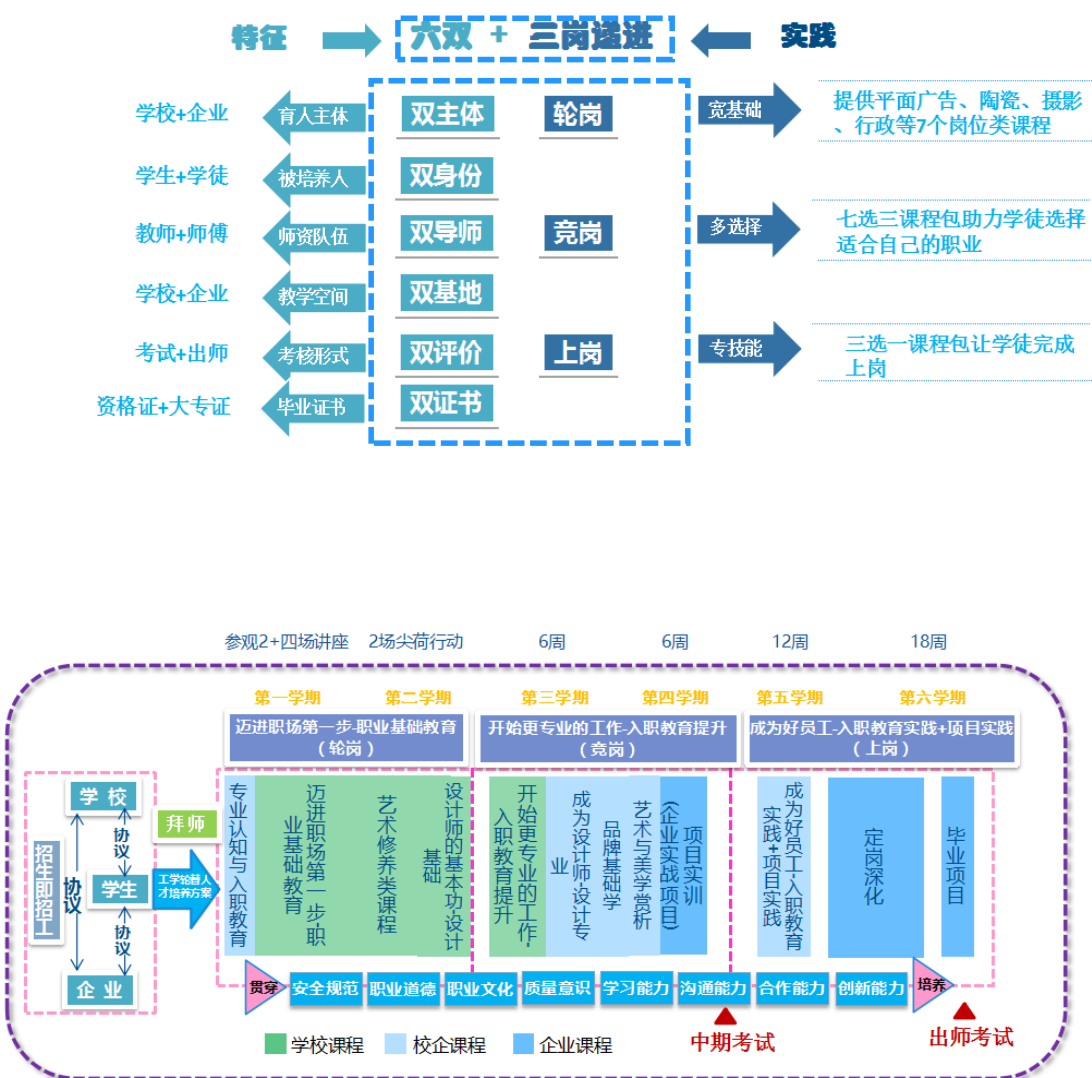 特征
六双 + 三岗递进
实践
学校+企业
育人主体
双主体
轮岗
宽基础
提供平面广告、陶瓷、摄影
、行政等7个岗位类课程
学生+学徒
被培养人
双身份
教师+师傅
师资队伍
双导师
竞岗
多选择
七选三课程包助力学徒选择
适合自己的职业
学校+企业
教学空间
双基地
考试+出师
考核形式
双评价
上岗
专技能
三选一课程包让学徒完成
上岗
资格证+大专证
毕业证书
双证书
参观2+四场讲座
2场尖荷行动
6周
6周
12周
18周
第一学期
第二学期
第三学期
第四学期
第五学期
第六学期
迈进职场第一步-职业基础教育
（轮岗）
开始更专业的工作-入职教育提升
（竞岗）
成为好员工-入职教育实践+项目实践
（上岗）
招生即招工
学校
协议
协议
学生
协议
企业
拜师
工学轮替人
才培养方案
专业认知与入职教育
迈进职场第一步-职
业基础教育
艺术修养类课程
设计师的基本功-设计
基础
开始更专业的工作-
入职教育提升
成为设计师-设计专
业
品牌基础学
艺术与美学赏析
项目实训
（企业实战项目）
成为好员工-入职教育
实践+项目实践
定岗深化
毕业项目
贯穿
安全规范
职业道德
职业文化
质量意识
学习能力
沟通能力
合作能力
创新能力
培养
学校课程
校企课程
企业课程
中期考试
出师考试